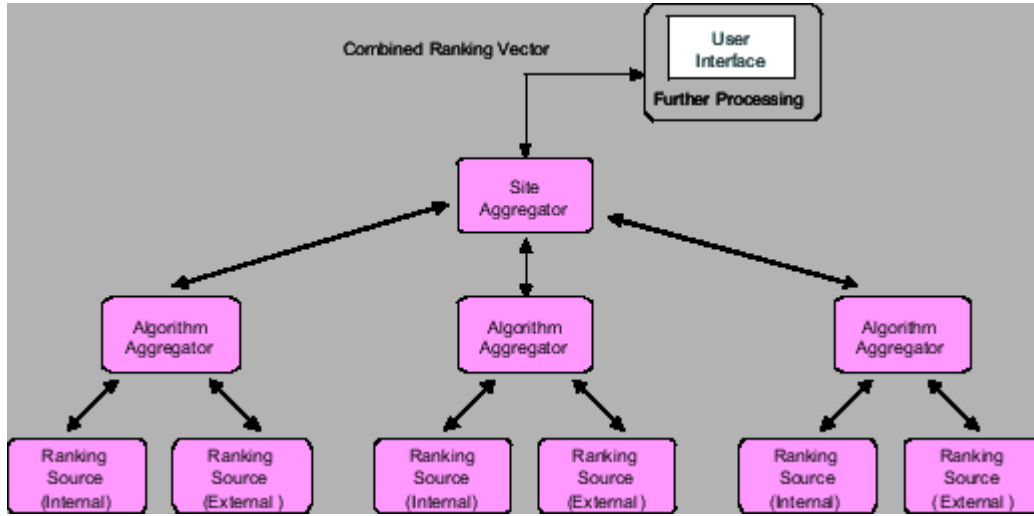 Combined Ranking Vector
User
Interface
Further Processing
Site
Aggregator
Algorithm
Aggregator
Algorithm
Aggregator
Algorithm
Aggregator
Ranking
Source
(Internal)
Ranking
Source
(External )
Ranking
Source
(Internal)
Ranking
Source
(External )
Ranking
Source
(Internal)
Ranking
Source
( External )